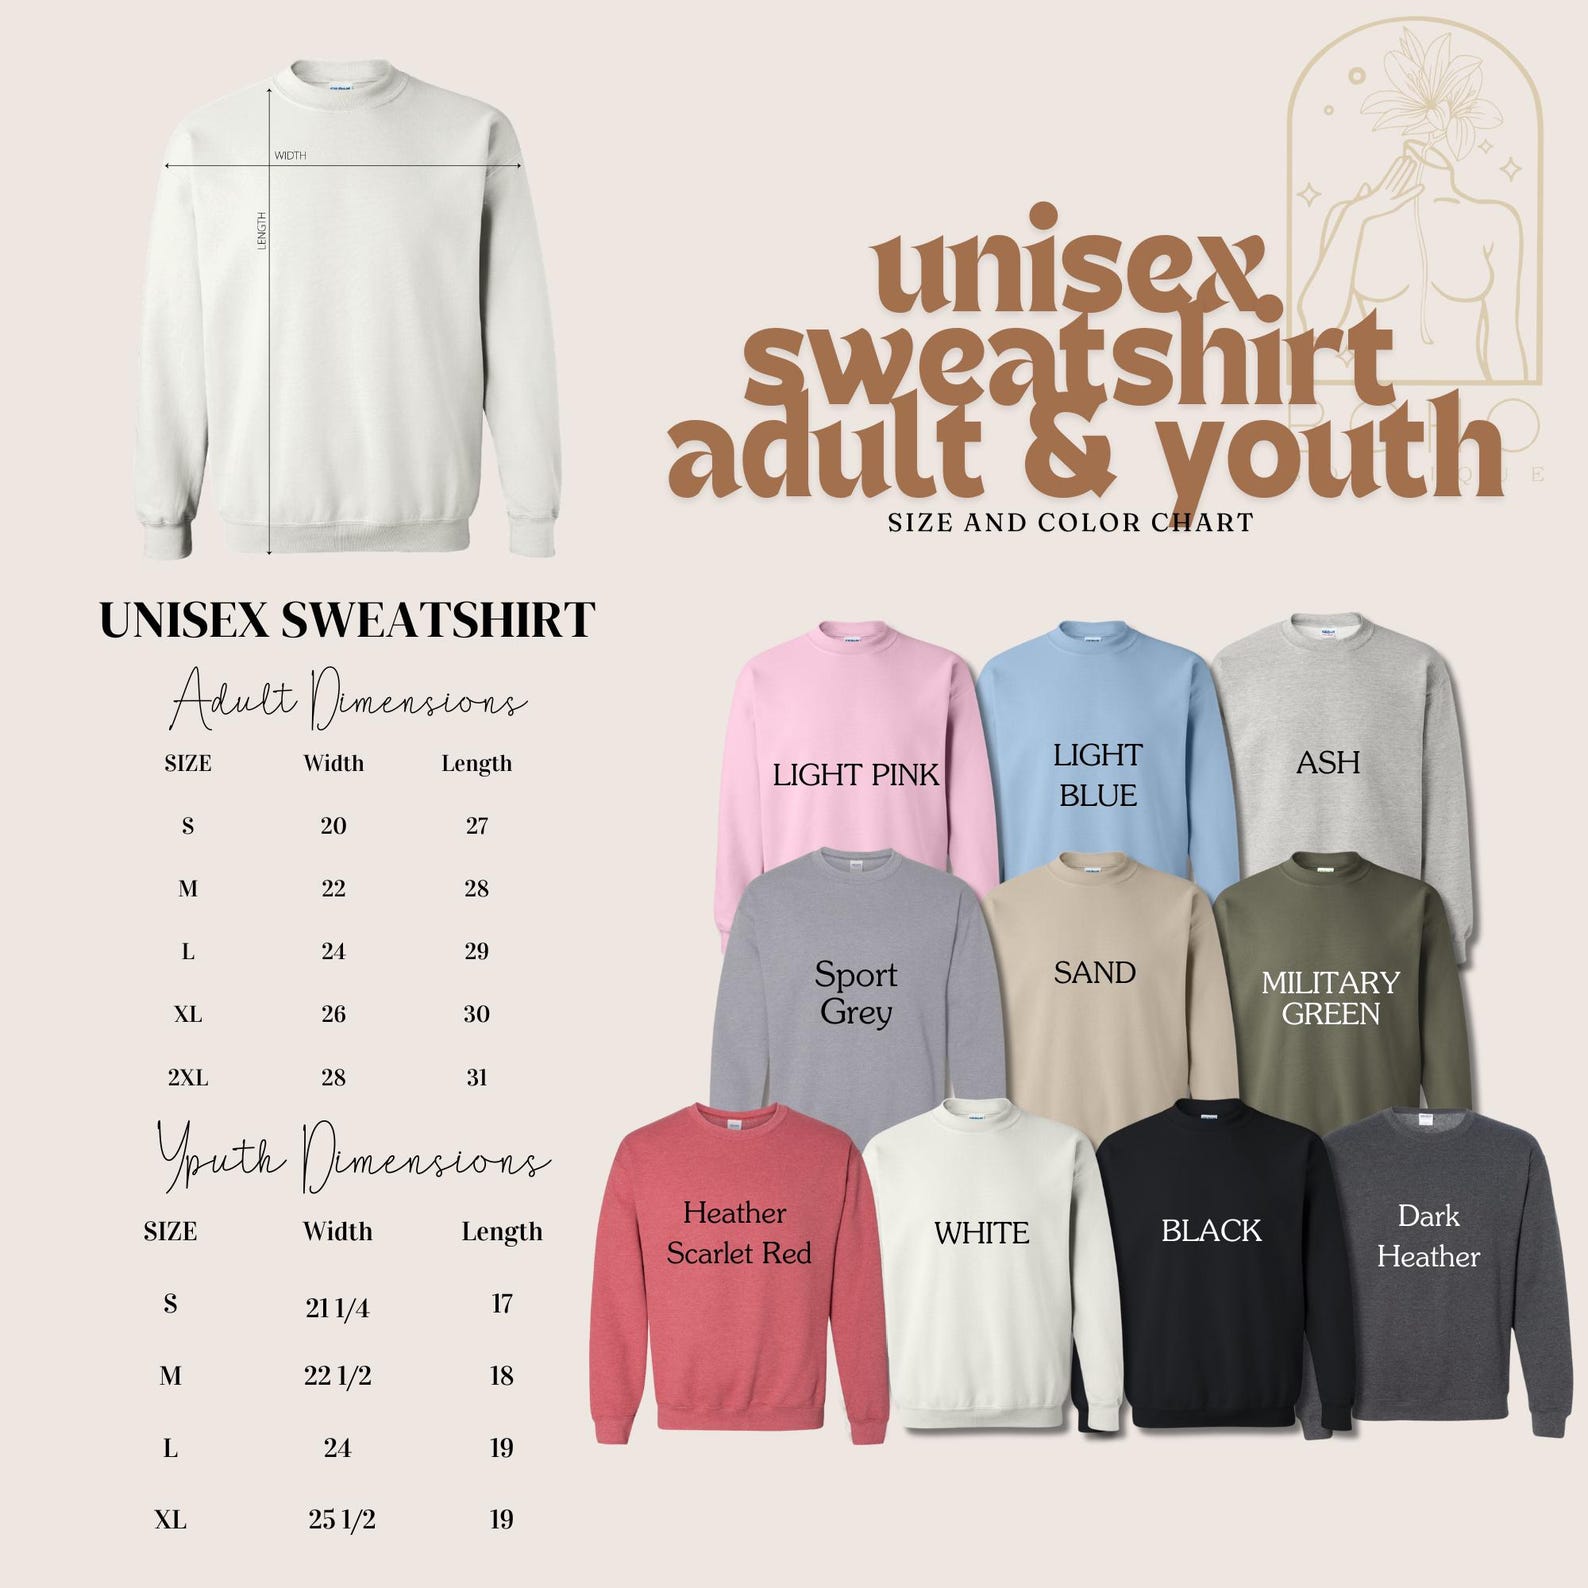 WIDTH
LENGTH
unisex
sweatshirt
adult & youth
SIZE AND COLOR CHART
UNISEX SWEATSHIRT
Adult Dimensions
SIZE Width Length
S 20 27
M 22 28
L 24 29
XL 26 30
2XL 28 31
Youth Dimensions
SIZE Width Length
S 21 1/4 17
M 22 1/2 18
L 24 19
XL 25 1/2 19
LIGHT PINK
LIGHT
BLUE
ASH
Sport
Grey
SAND
MILITARY
GREEN
Heather
Scarlet Red
WHITE
BLACK
Dark
Heather